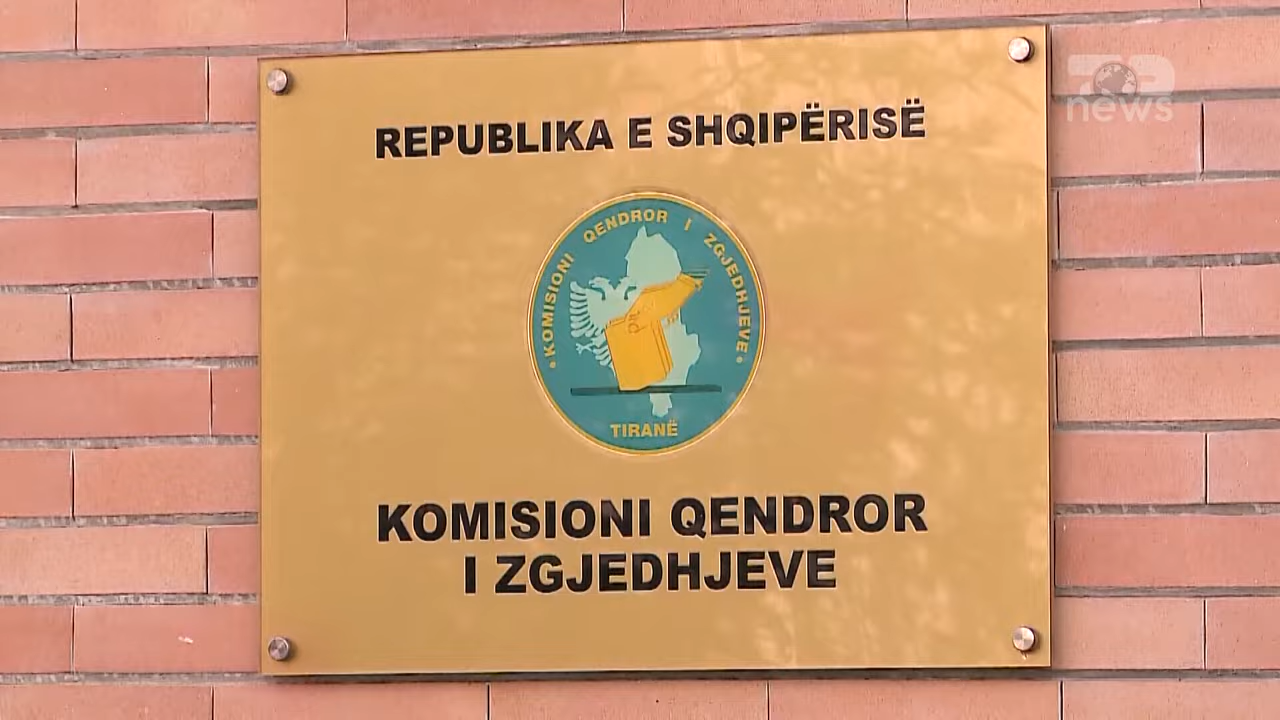 REPUBLIKA E SHQIPËRISË
KOMISIONI QENDROR I ZGJEDHJEVE
TIRANË
KOMISIONI QENDROR
I ZGJEDHJEVE
news